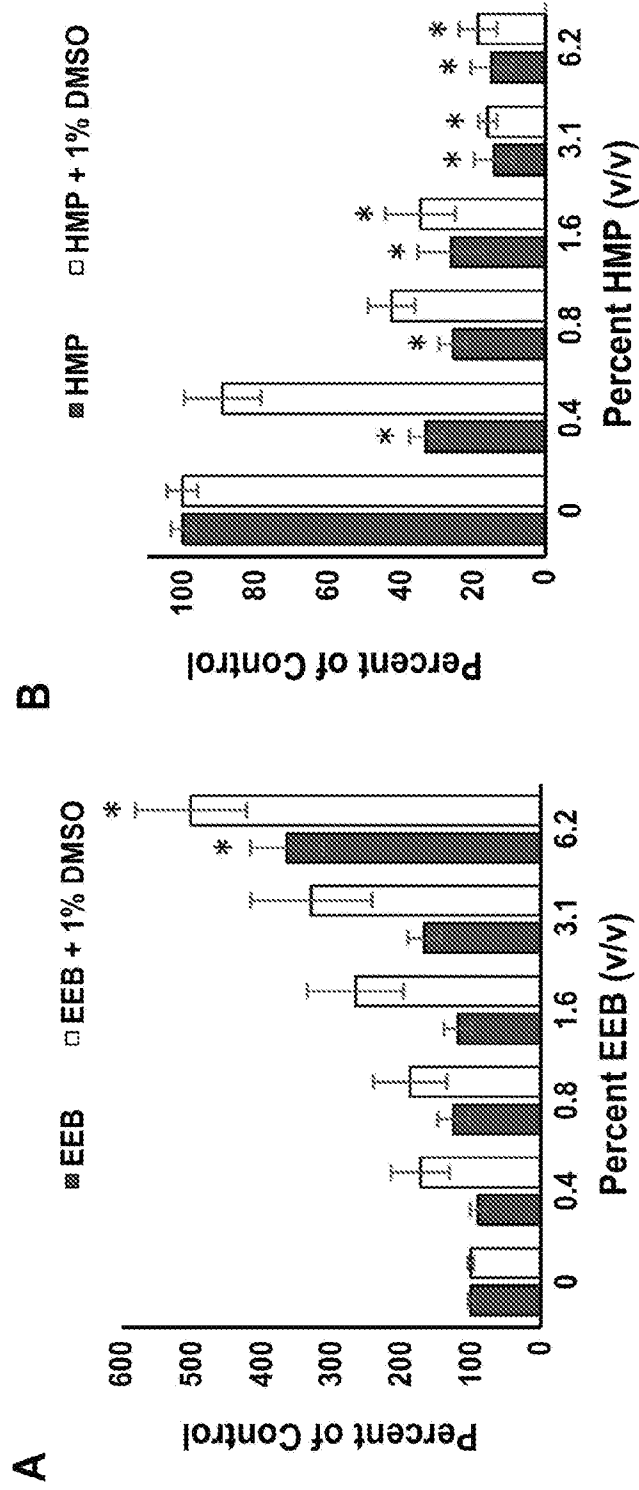 A
EEB EEB + 1% DMSO
Percent of Control
600
500
400
300
200
100
0
* *
0 0.4 0.8 1.6 3.1 6.2
Percent EEB (v/v)
B
HMP HMP + 1% DMSO
Percent of Control
100
80
60
40
20
0
* * * * * * * *
0 0.4 0.8 1.6 3.1 6.2
Percent HMP (v/v)